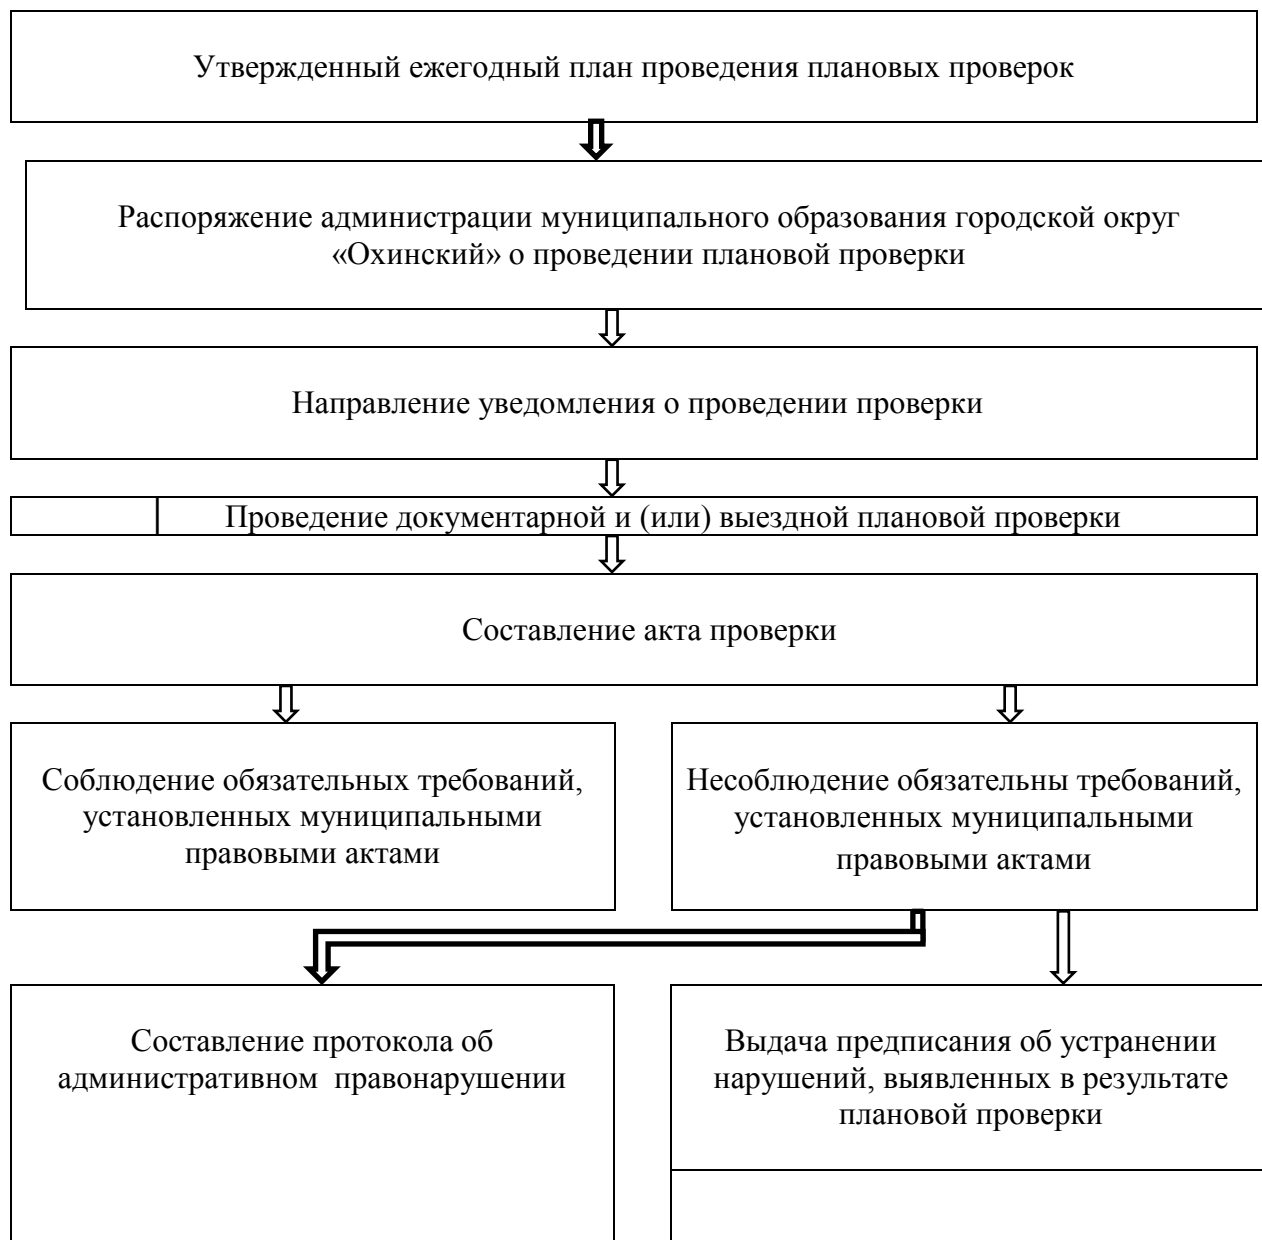 Утвержденный ежегодный план проведения плановых проверок
Распоряжение администрации муниципального образования городской округ
«Охинский» о проведении плановой проверки
Направление уведомления о проведении проверки
Проведение документарной и (или) выездной плановой проверки
Составление акта проверки
Соблюдение обязательных требований,
установленных муниципальными
правовыми актами
Несоблюдение обязательны требований,
установленных муниципальными
правовыми актами
Составление протокола об
административном  правонарушении
Выдача предписания об устранении
нарушений, выявленных в результате
плановой проверки